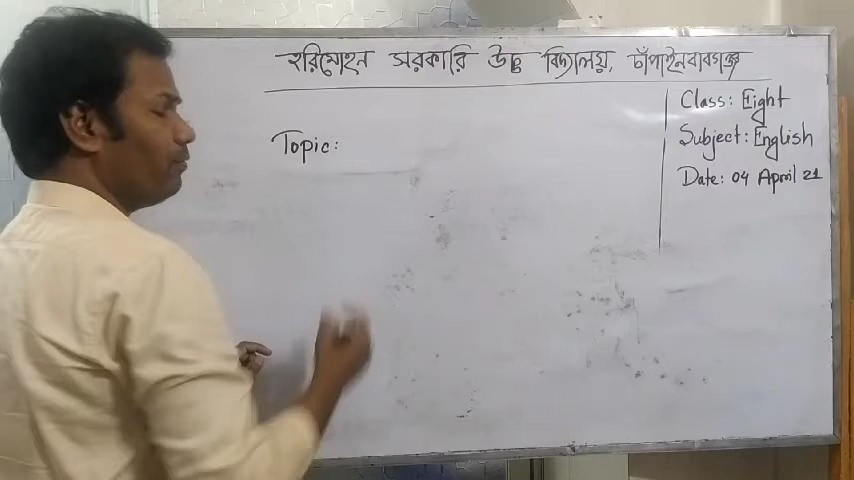 হরিমোহন সরকারি উচ্চ বিদ্যালয়, চাঁপাইনবাবগঞ্জ
Class: Eight
Topic:
Subject: English
Date: 04 April 21